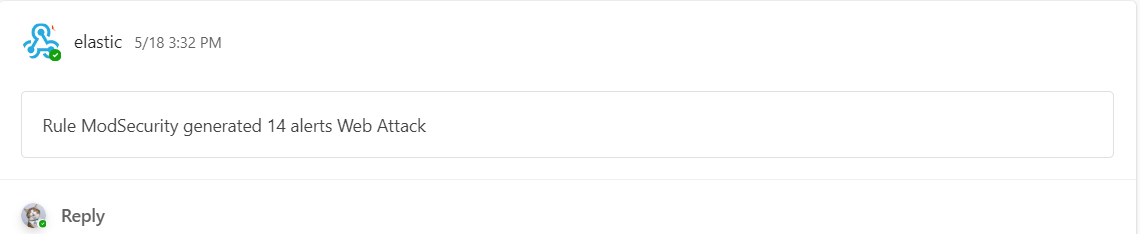 elastic 5/18 3:32 PM
Rule ModSecurity generated 14 alerts Web Attack
Reply